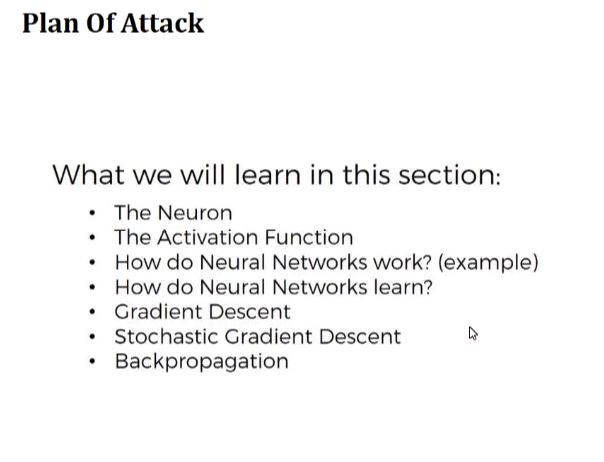 Plan Of Attack
What we will learn in this section:
• The Neuron
• The Activation Function
• How do Neural Networks work? (example)
• How do Neural Networks learn?
• Gradient Descent
• Stochastic Gradient Descent
• Backpropagation